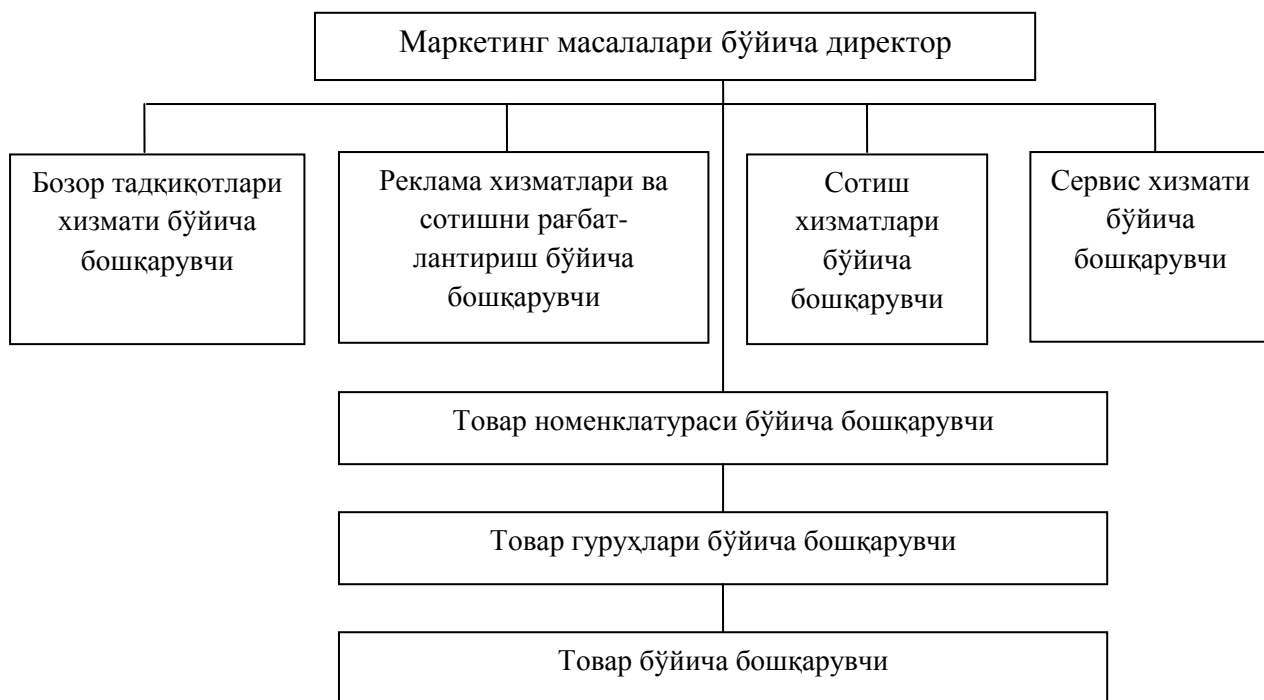 Маркетинг масалалари бўйича директор
Бозор тадқиқотлари
хизмати бўйича
бошқарувчи
Реклама хизматлари ва
сотишни рағбат-
лантириш бўйича
бошқарувчи
Сотиш
хизматлари
бўйича
бошқарувчи
Сервис хизмати
бўйича
бошқарувчи
Товар номенклатураси бўйича бошқарувчи
Товар гуруҳлари бўйича бошқарувчи
Товар бўйича бошқарувчи